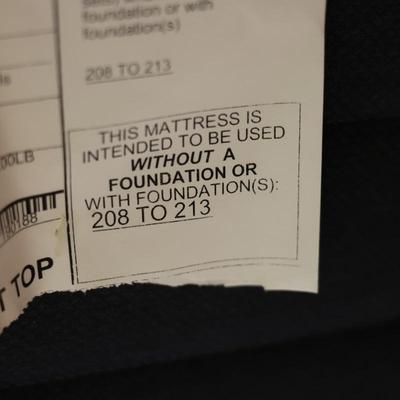 foundation or with
foundation(s)
208 TO 213
THIS MATTRESS IS
INTENDED TO BE USED
WITHOUT A
FOUNDATION OR
WITH FOUNDATION(S):
208 TO 213
00LB
T TOP